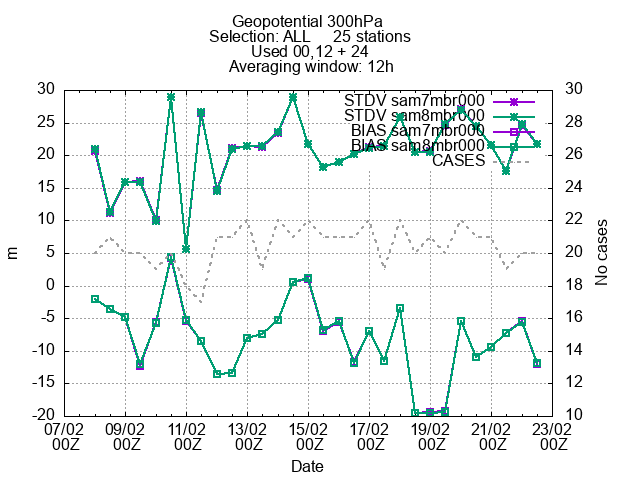 Geopotential 300hPa
Selection: ALL 25 stations
Used 00,12 + 24
Averaging window: 12h
30 30
STDV sam7mbr000
25 28
STDV sam8mbr000
BIAS sam7mbr000
BIAS sam8mbr000
20 26
CASES
15 24
10 22
5 20
0 18
-5 16
-10 14
-15 12
-20 10
m
No cases
07/02 09/02 11/02 13/02 15/02 17/02 19/02 21/02 23/02
00Z 00Z 00Z 00Z 00Z 00Z 00Z 00Z 00Z
Date